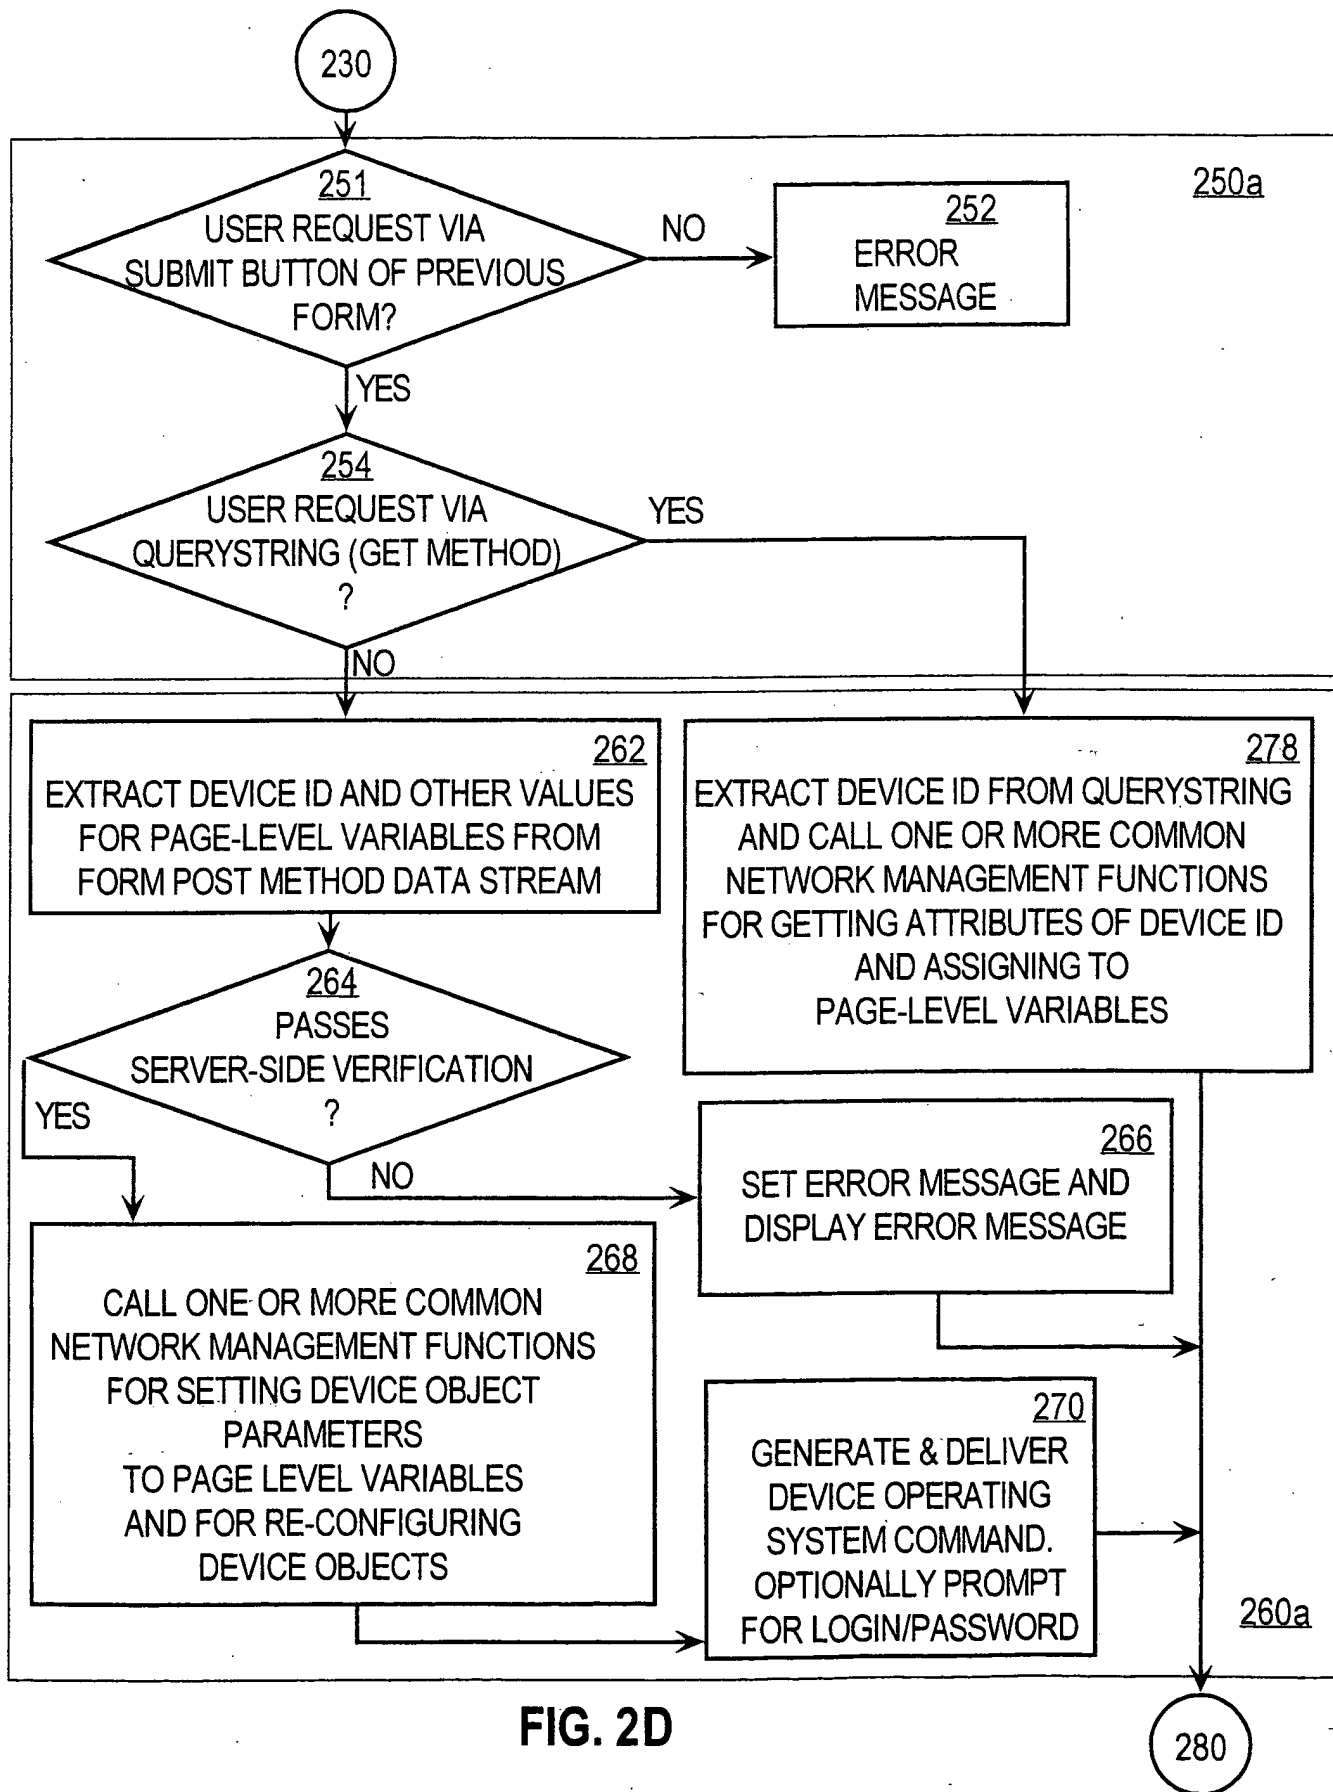 230
250a
251
USER REQUEST VIA
SUBMIT BUTTON OF PREVIOUS
FORM?
NO
252
ERROR
MESSAGE
YES
254
USER REQUEST VIA
QUERYSTRING (GET METHOD)
?
YES
NO
262
EXTRACT DEVICE ID AND OTHER VALUES
FOR PAGE-LEVEL VARIABLES FROM
FORM POST METHOD DATA STREAM
278
EXTRACT DEVICE ID FROM QUERYSTRING
AND CALL ONE OR MORE COMMON
NETWORK MANAGEMENT FUNCTIONS
FOR GETTING ATTRIBUTES OF DEVICE ID
AND ASSIGNING TO
PAGE-LEVEL VARIABLES
264
PASSES
SERVER-SIDE VERIFICATION
?
YES
NO
266
SET ERROR MESSAGE AND
DISPLAY ERROR MESSAGE
268
CALL ONE OR MORE COMMON
NETWORK MANAGEMENT FUNCTIONS
FOR SETTING DEVICE OBJECT
PARAMETERS
TO PAGE LEVEL VARIABLES
AND FOR RE-CONFIGURING
DEVICE OBJECTS
270
GENERATE & DELIVER
DEVICE OPERATING
SYSTEM COMMAND.
OPTIONALLY PROMPT
FOR LOGIN/PASSWORD
260a
FIG. 2D
280